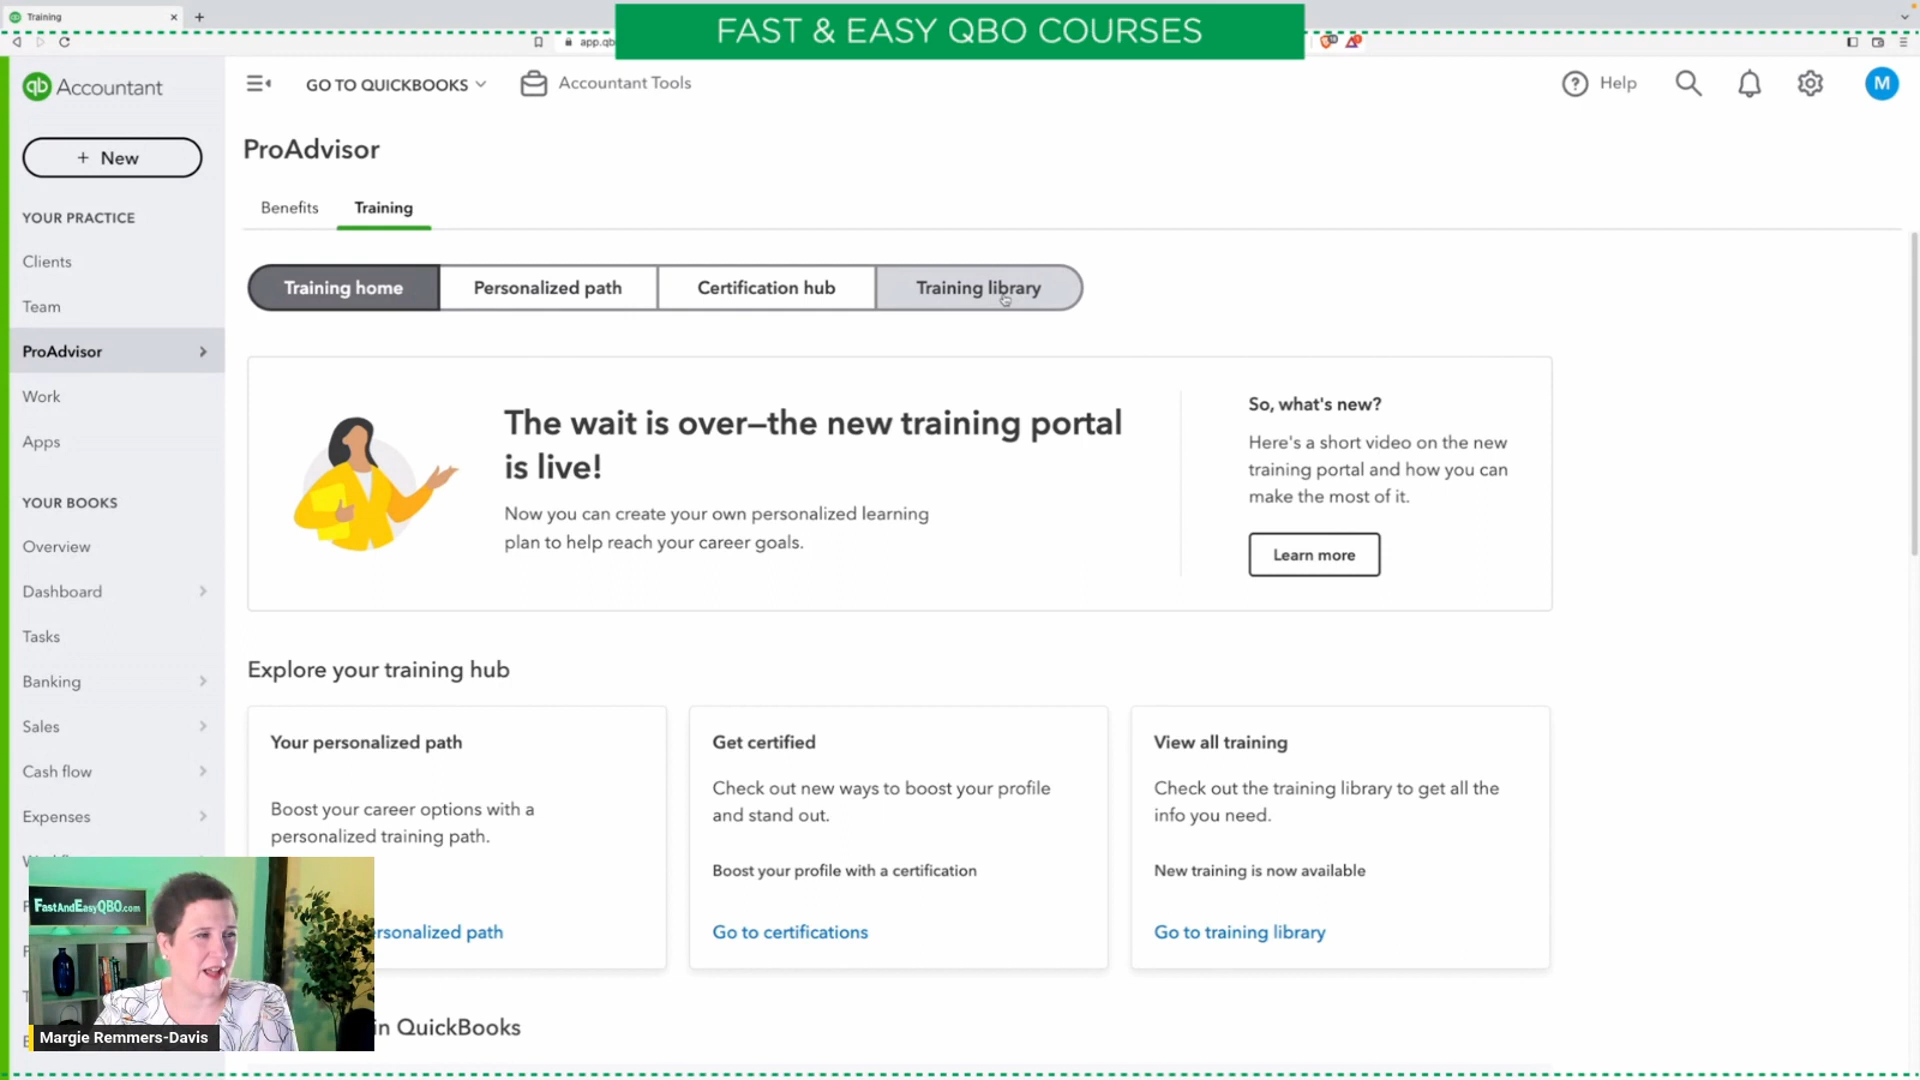 Training
FAST & EASY QBO COURSES
app.qb
qb Accountant
GO TO QUICKBOOKS
Accountant Tools
Help
M
+ New
YOUR PRACTICE
Clients
Team
ProAdvisor
Work
Apps
YOUR BOOKS
Overview
Dashboard
Tasks
Banking
Sales
Cash flow
Expenses
ProAdvisor
Benefits
Training
Training home
Personalized path
Certification hub
Training library
The wait is over—the new training portal
is live!
Now you can create your own personalized learning
plan to help reach your career goals.
So, what's new?
Here's a short video on the new
training portal and how you can
make the most of it.
Learn more
Explore your training hub
Your personalized path
Boost your career options with a
personalized training path.
rsonalized path
Get certified
Check out new ways to boost your profile
and stand out.
Boost your profile with a certification
Go to certifications
View all training
Check out the training library to get all the
info you need.
New training is now available
Go to training library
in QuickBooks
FastAndEasyQBO.com
Margie Remmers-Davis